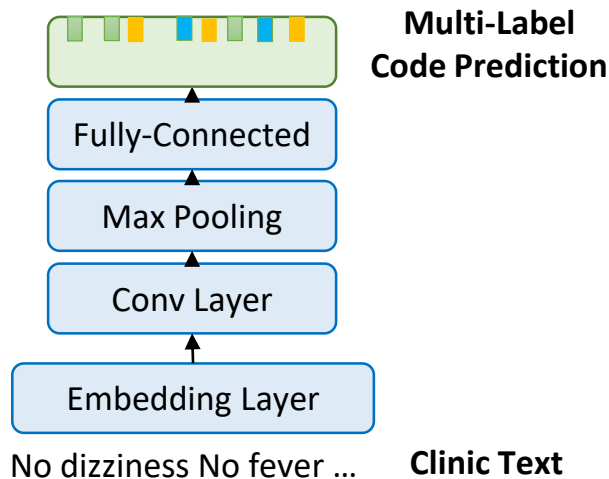 Multi-Label
Code Prediction
Fully-Connected
Max Pooling
Conv Layer
Embedding Layer
No dizziness No fever ...
Clinic Text